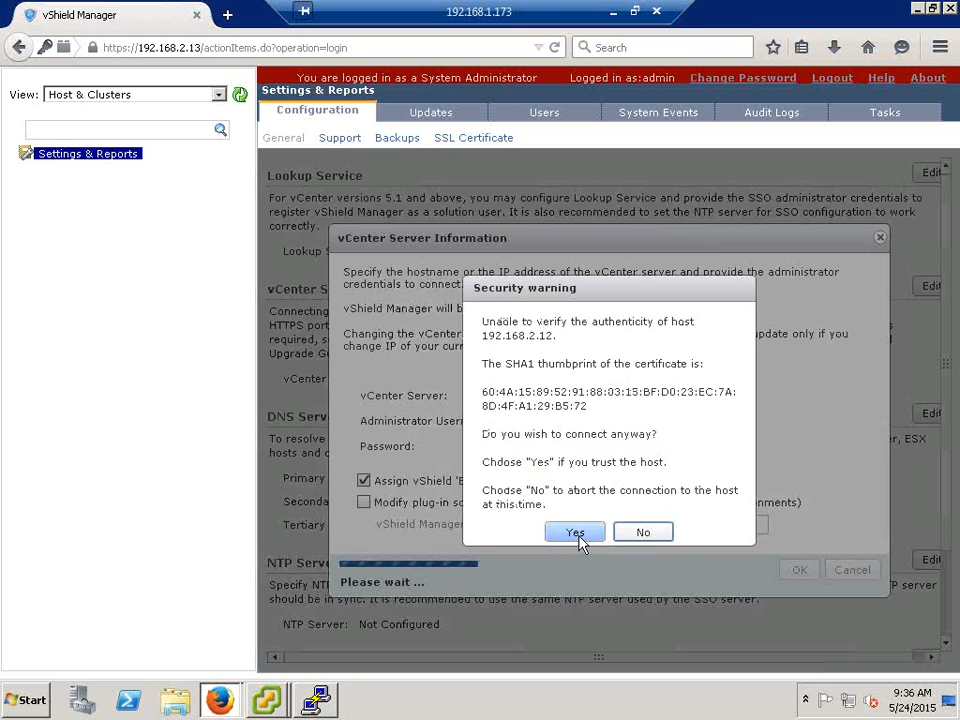 vShield Manager
192.168.1.173
https://192.168.2.13/actionItems.do?operation=login
Search
You are logged in as a System Administrator
Logged in as:admin
Change Password
Logout
Help
About
View:
Host & Clusters
Settings & Reports
Settings & Reports
Configuration
Updates
Users
System Events
Audit Logs
Tasks
General
Support
Backups
SSL Certificate
Lookup Service
Edit
For vCenter versions 5.1 and above, you may configure Lookup Service and provide the SSO administrator credentials to
register vShield Manager as a solution user. It is also recommended to set the NTP server for SSO configuration to work
correctly.
Lookup S
vCenter S
Edit
Connecting
HTTPS port
required, s
Upgrade Gu
vCenter
DNS Serve
Edit
To resolve
, ESX
hosts and c
Primary
Seconda
Tertiary
NTP Serve
Edit
Specify NT
P server
should be in sync. It is recommended to use the same NTP server used by the SSO server.
NTP Server: Not Configured
vCenter Server Information
Specify the hostname or the IP address of the vCenter server and provide the administrator
credentials to connect.
vShield Manager will b
Changing the vCenter
update only if you
change IP of your curr
vCenter Server:
Administrator Usern
Password:
Assign vShield 'E
Modify plug-in sc
nments)
vShield Manager
Please wait ...
OK
Cancel
Security warning
Unable to verify the authenticity of host
192.168.2.12.
The SHA1 thumbprint of the certificate is:
60:4A:15:89:52:91:88:03:15:BF:D0:23:EC:7A:
8D:4F:A1:29:B5:72
Do you wish to connect anyway?
Choose "Yes" if you trust the host.
Choose "No" to abort the connection to the host
at this time.
Yes
No
Start
9:36 AM
5/24/2015